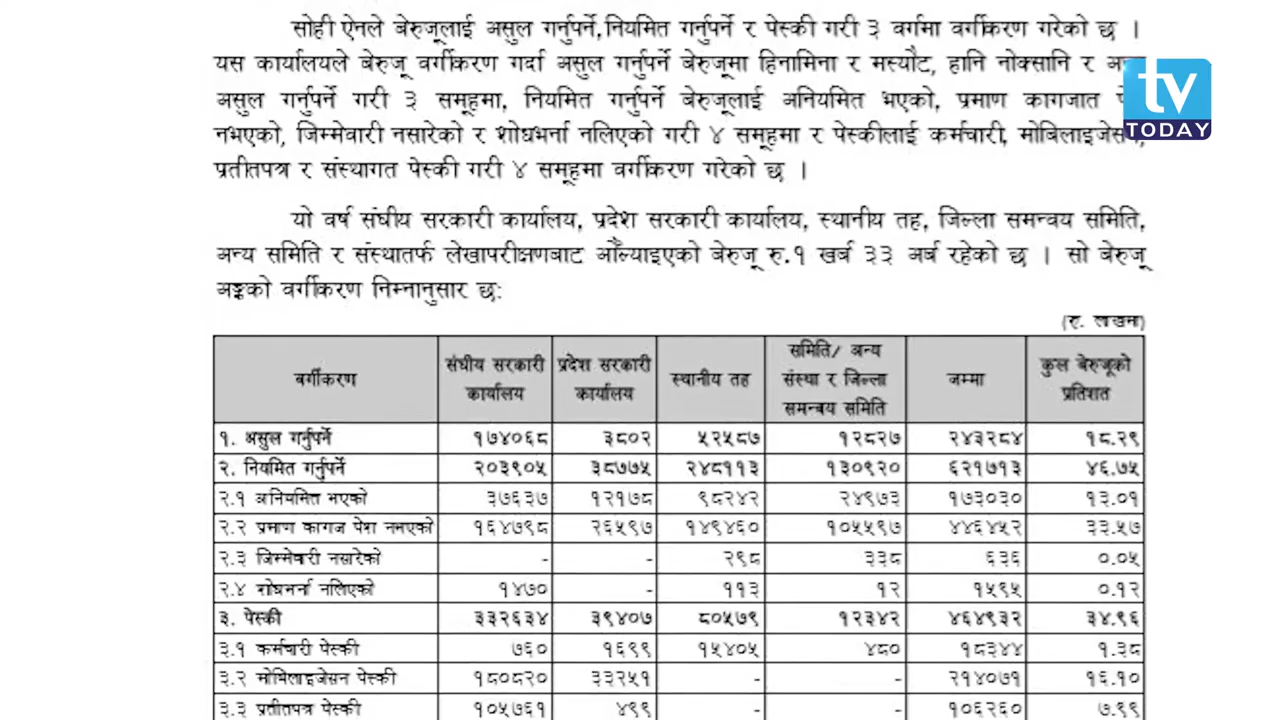 सोही ऐनले बेरुजूलाई असुल गर्नुपर्ने, नियमित गर्नुपर्ने र पेस्की गरी ३ वर्गमा वर्गीकरण गरेको छ ।
यस कार्यालयले बेरुजू वर्गीकरण गर्दा असुल गर्नुपर्ने बेरुजूमा हिनामिना र मस्यौट, हानि नोक्सानि र
असुल गर्नुपर्ने गरी ३ समूहमा, नियमित गर्नुपर्ने बेरुजूलाई अनियमित भएको, प्रमाण कागजात
नभएको, जिम्मेवारी नसारेको र शोधभर्ना नलिएको गरी ४ समूहमा र पेस्कीलाई कर्मचारी, मोबिलाइजेसन,
प्रतीतपत्र र संस्थागत पेस्की गरी ४ समूहमा वर्गीकरण गरेको छ ।
यो वर्ष संघीय सरकारी कार्यालय, प्रदेश सरकारी कार्यालय, स्थानीय तह, जिल्ला समन्वय समिति,
अन्य समिति र संस्थातर्फ लेखापरीक्षणबाट औंल्याइएको बेरुजू रु.१ खर्ब ३३ अर्ब रहेको छ । सो बेरुजू
अङ्कको वर्गीकरण निम्नानुसार छ:
(रु. लाखमा)
वर्गीकरण संघीय सरकारी कार्यालय प्रदेश सरकारी कार्यालय स्थानीय तह समिति/ अन्य संस्था र जिल्ला समन्वय समिति जम्मा कुल बेरुजूको प्रतिशत
१. असुल गर्नुपर्ने १७४०६८ ३८०२ ५२५८७ १२८२७ २४३२८४ १८.२९
२. नियमित गर्नुपर्ने २०३९०५ ३८७७५ २४८११३ १३०९२० ६२१७१३ ४६.७५
२.१ अनियमित भएको ३७६३७ १२१७८ ९८२४२ २४९७३ १७३०३० १३.०१
२.२ प्रमाण कागज पेश नभएको १६४७९८ २६५९७ १४९४६० १०५५९७ ४४६४५२ ३३.५७
२.३ जिम्मेवारी नसारेको - - २९८ ३३८ ६३६ ०.०५
२.४ शोधभर्ना नलिएको १४७० - ११३ १२ १५९५ ०.१२
३. पेस्की ३३२६३४ ३९४०७ ८०५७९ १२३४२ ४६४९३२ ३४.९६
३.१ कर्मचारी पेस्की ७६० १६९९ १५४०५ ४८० १८३४४ १.३८
३.२ मोबिलाइजेसन पेस्की १८०८२० ३३२५१ - - २१४०७१ १६.१०
३.३ प्रतीतपत्र पेस्की १०५७६१ ४९९ - - १०६२६० ७.९९
tv
TODAY